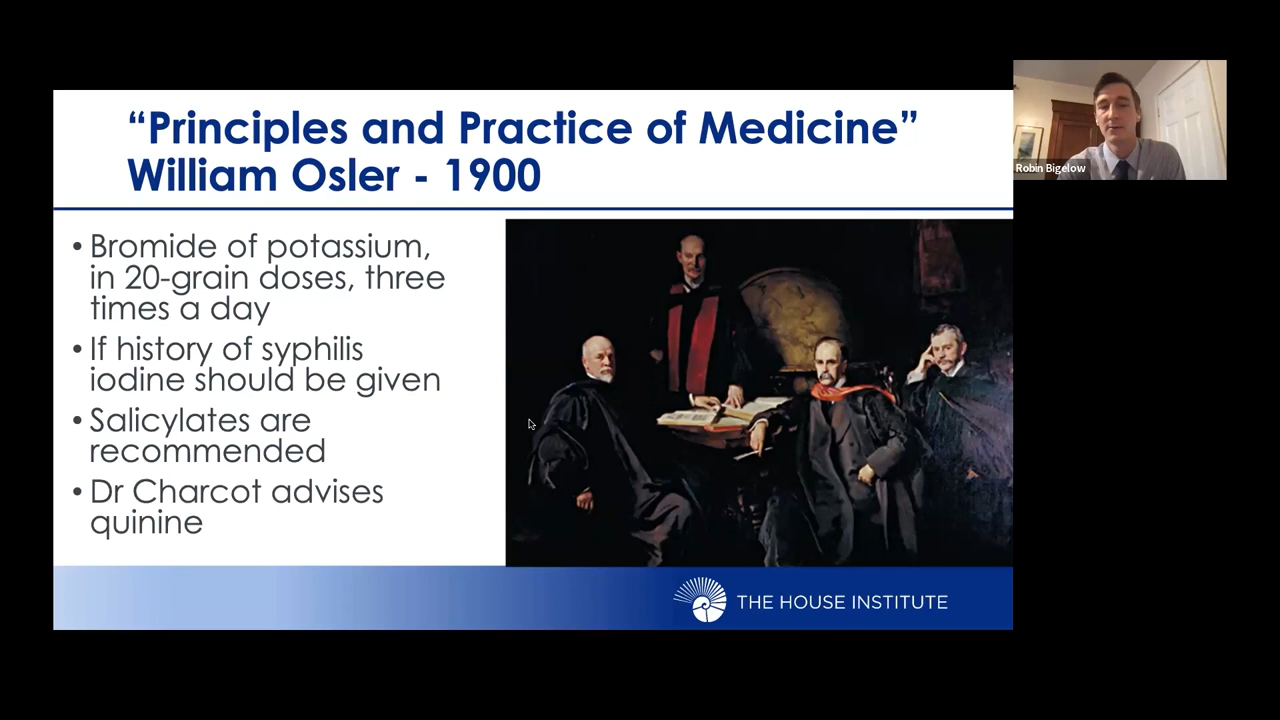 “Principles and Practice of Medicine”
William Osler - 1900
• Bromide of potassium,
in 20-grain doses, three
times a day
• If history of syphilis
iodine should be given
• Salicylates are
recommended
• Dr Charcot advises
quinine
THE HOUSE INSTITUTE
Robin Bigelow